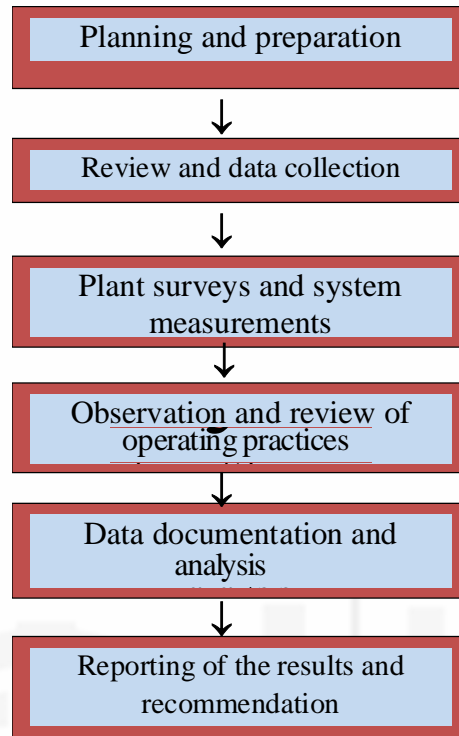 Planning and preparation
Review and data collection
Plant surveys and system
measurements
Observation and review of
operating practices
Data documentation and
analysis
Reporting of the results and
recommendation